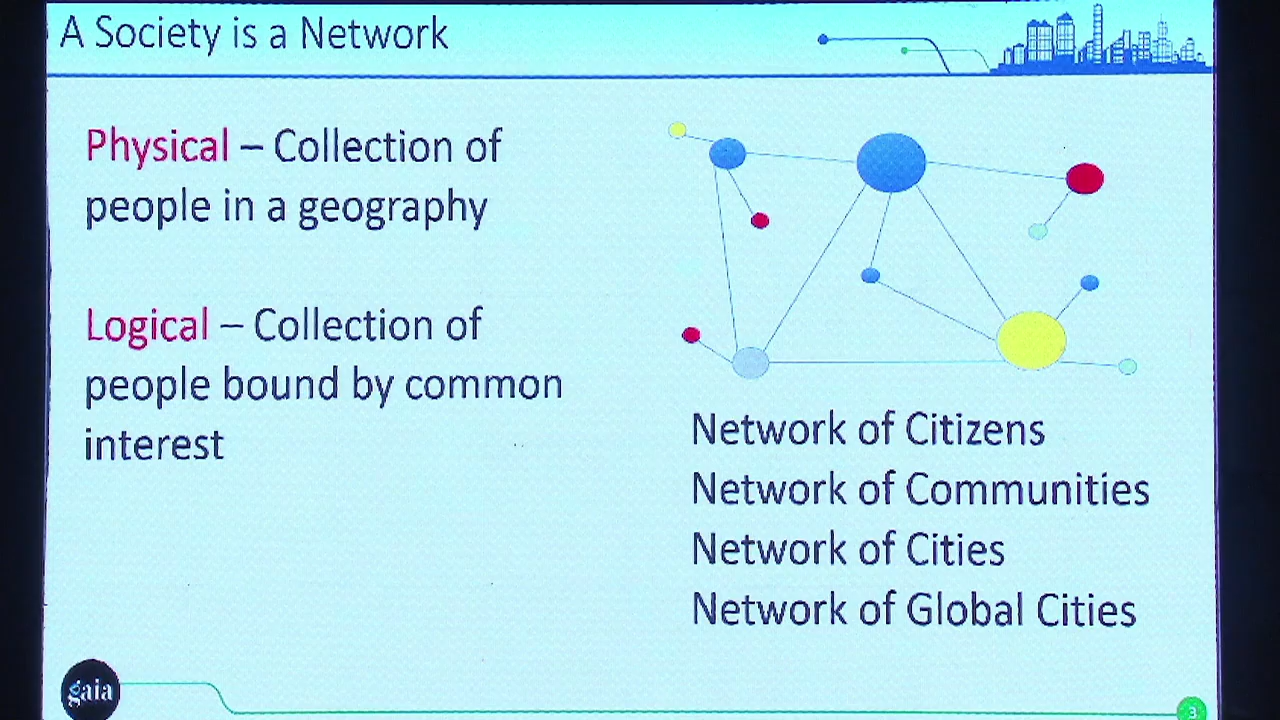 A Society is a Network
Physical – Collection of
people in a geography
Logical – Collection of
people bound by common
interest
Network of Citizens
Network of Communities
Network of Cities
Network of Global Cities
gaia
3